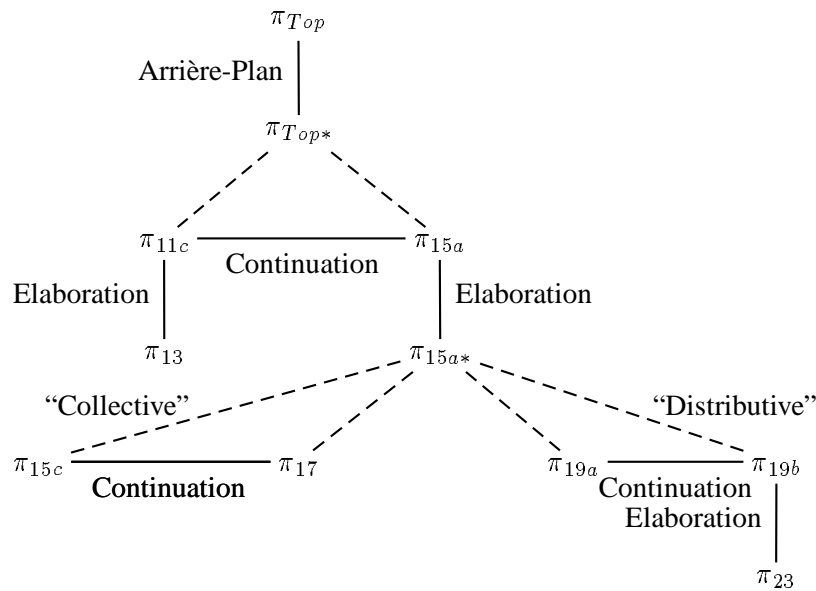 π_Top
Arrière-Plan
π_Top*
π_11c π_15a
Continuation
Elaboration Elaboration
π_13 π_15a*
“Collective” “Distributive”
π_15c π_17 π_19a π_19b
Continuation Continuation
Elaboration
π_23